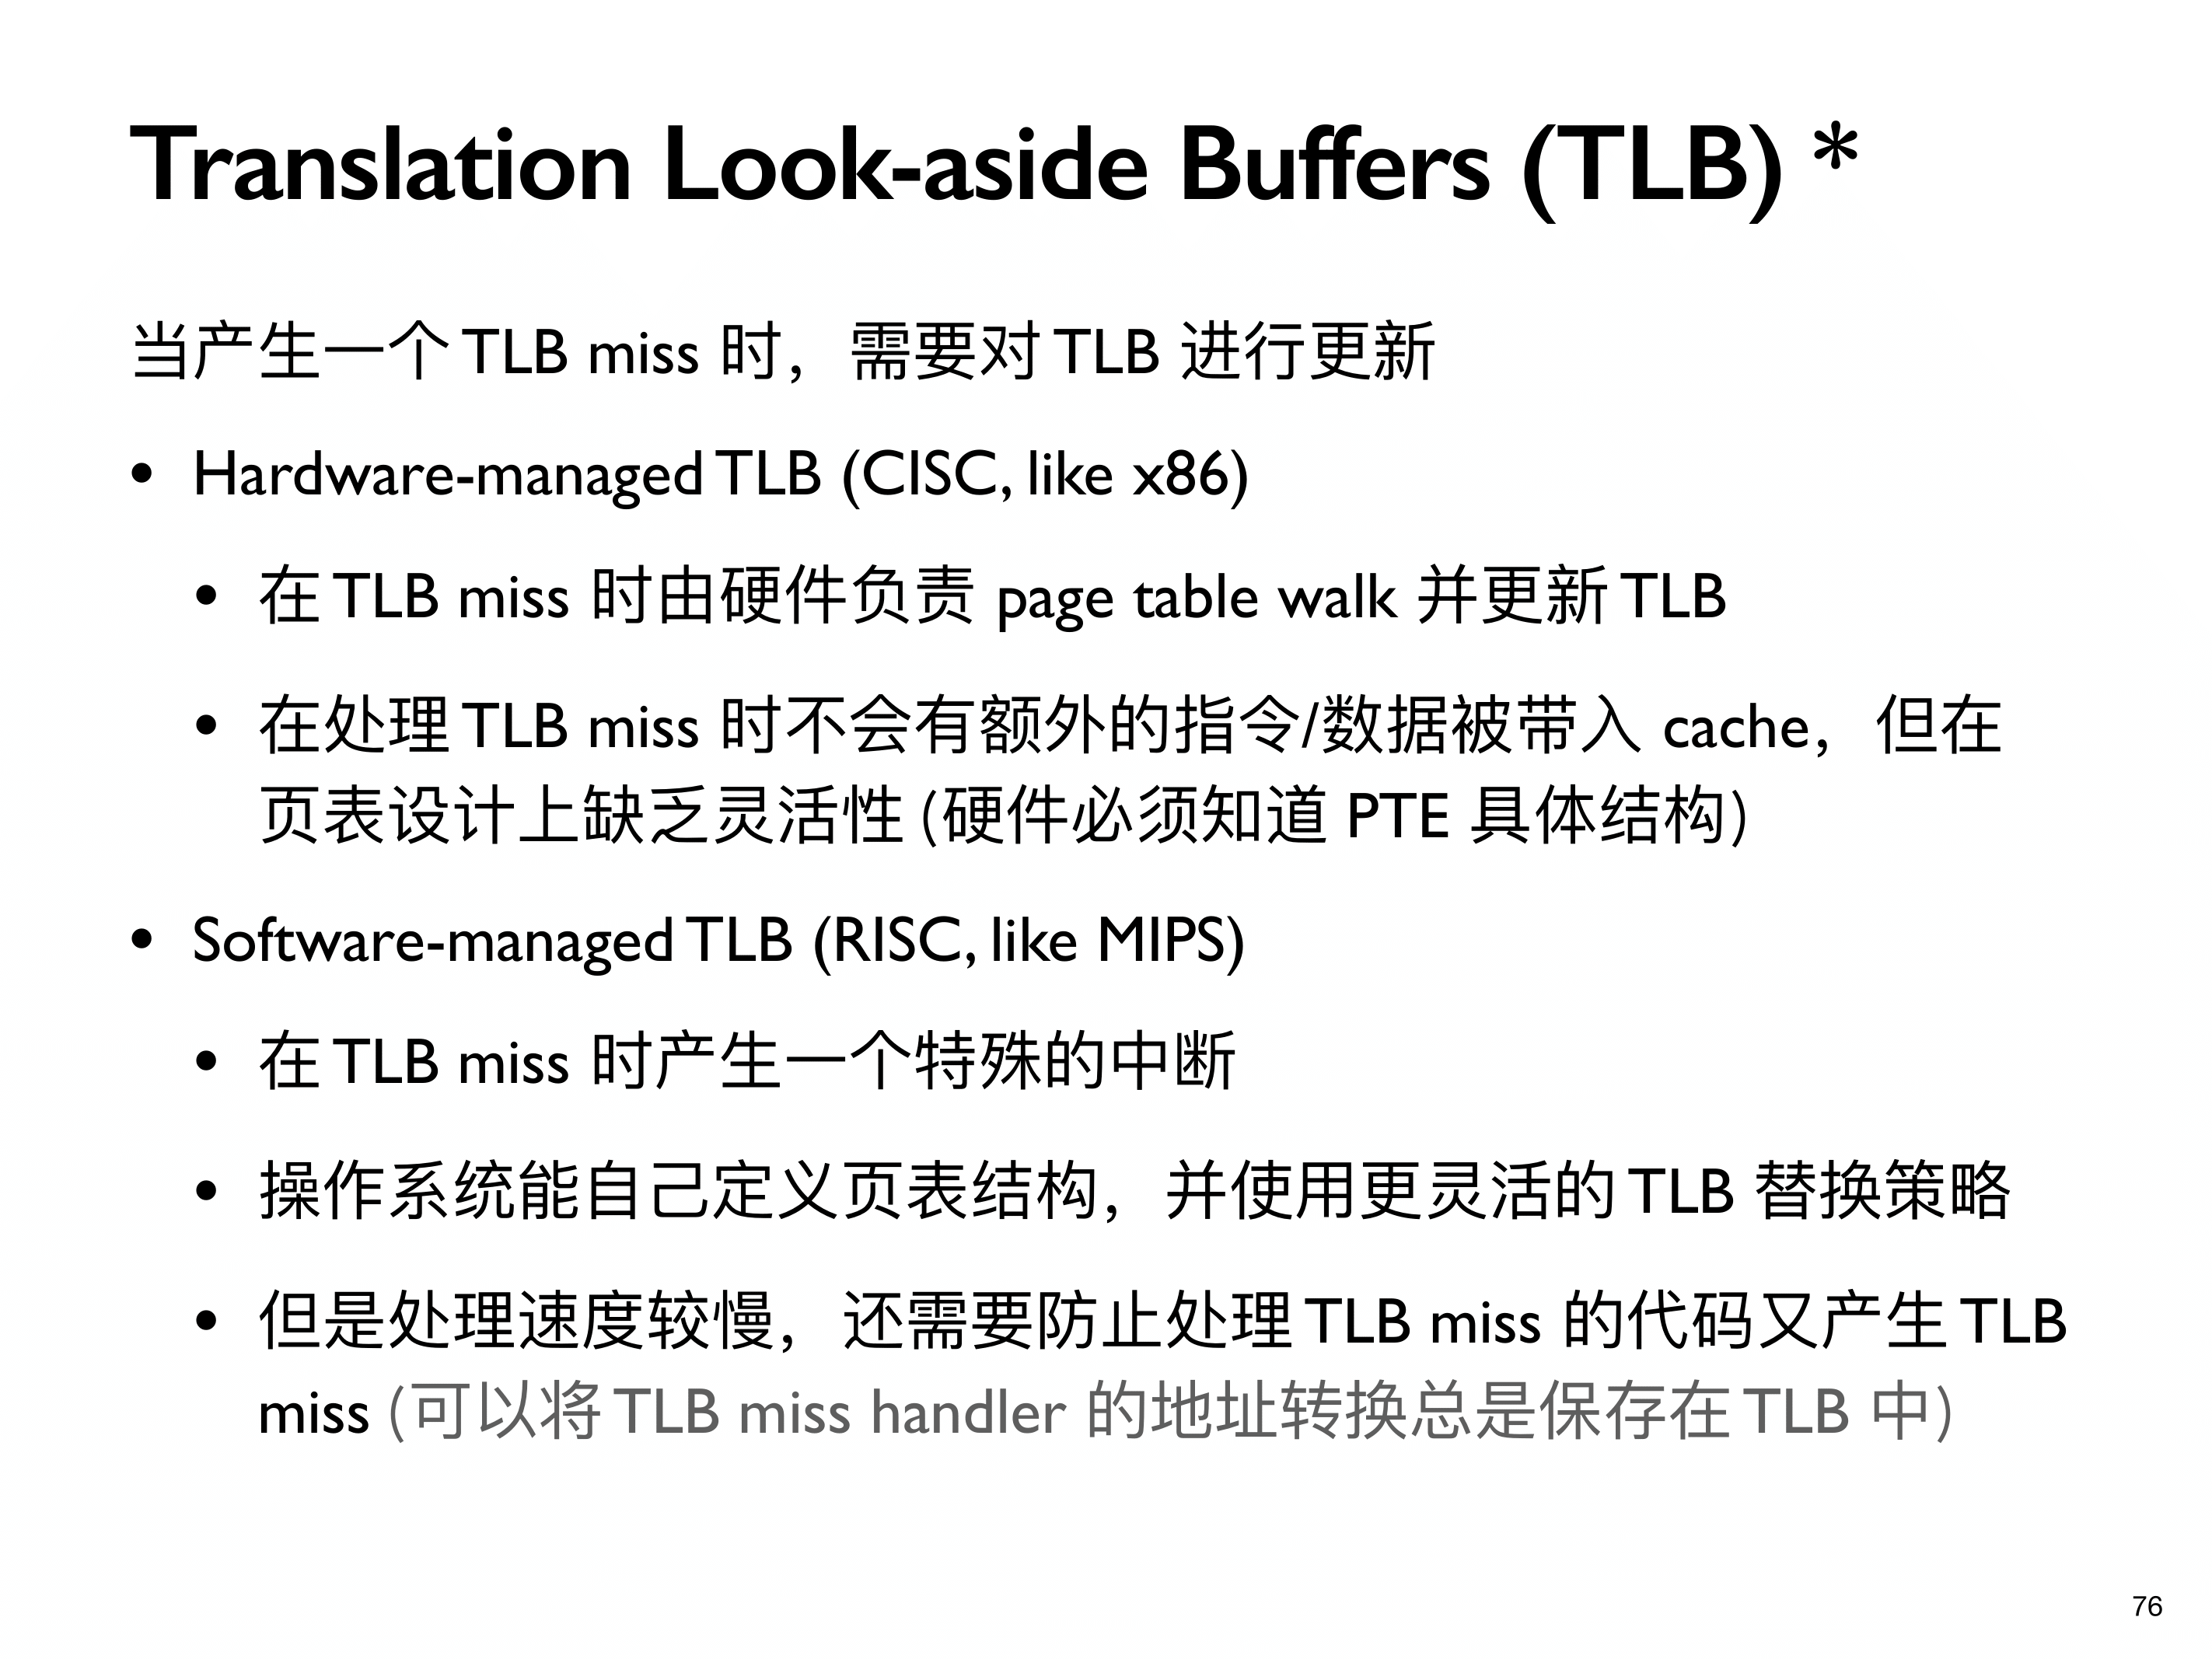 Translation Look-aside Buffers (TLB) *
当产生一个 TLB miss 时，需要对 TLB 进行更新
• Hardware-managed TLB (CISC, like x86)
• 在 TLB miss 时由硬件负责 page table walk 并更新 TLB
• 在处理 TLB miss 时不会有额外的指令/数据被带入 cache，但在
页表设计上缺乏灵活性 (硬件必须知道 PTE 具体结构)
• Software-managed TLB (RISC, like MIPS)
• 在 TLB miss 时产生一个特殊的中断
• 操作系统能自己定义页表结构，并使用更灵活的 TLB 替换策略
• 但是处理速度较慢，还需要防止处理 TLB miss 的代码又产生 TLB
miss (可以将 TLB miss handler 的地址转换总是保存在 TLB 中)
76